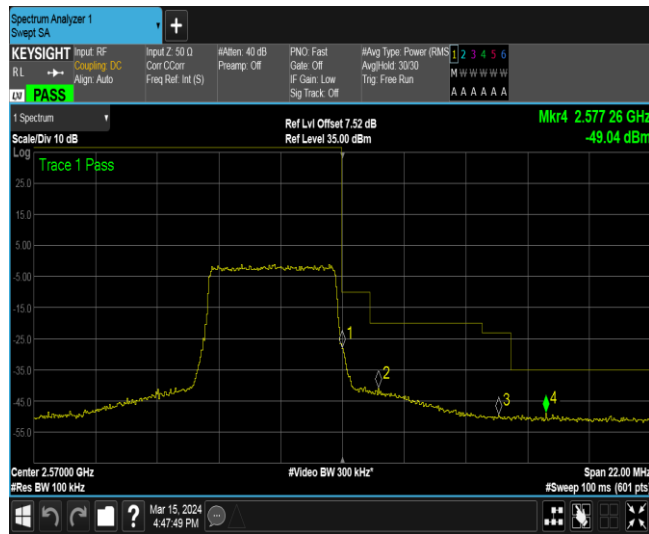 Spectrum Analyzer 1
Swept SA
+
KEYSIGHT Input: RF Input Z: 50 Ω #Atten: 40 dB PNO: Fast #Avg Type: Power (RMS 1 2 3 4 5 6
RL Coupling: DC Corr CCorr Preamp: Off Gate: Off Avg|Hold: 30/30 M W W W W W
Align: Auto Freq Ref: Int (S) IF Gain: Low Trig: Free Run
LXI PASS Sig Track: Off A A A A A A
1 Spectrum Ref Lvl Offset 7.52 dB Mkr4 2.577 26 GHz
Scale/Div 10 dB Ref Level 35.00 dBm -49.04 dBm
Log
Trace 1 Pass
25.0
15.0
5.00
-5.00
-15.0
-25.0
1
-35.0
2
-45.0
3
4
-55.0
Center 2.57000 GHz #Video BW 300 kHz* Span 22.00 MHz
#Res BW 100 kHz #Sweep 100 ms (601 pts
? Mar 15, 2024
4:47:49 PM